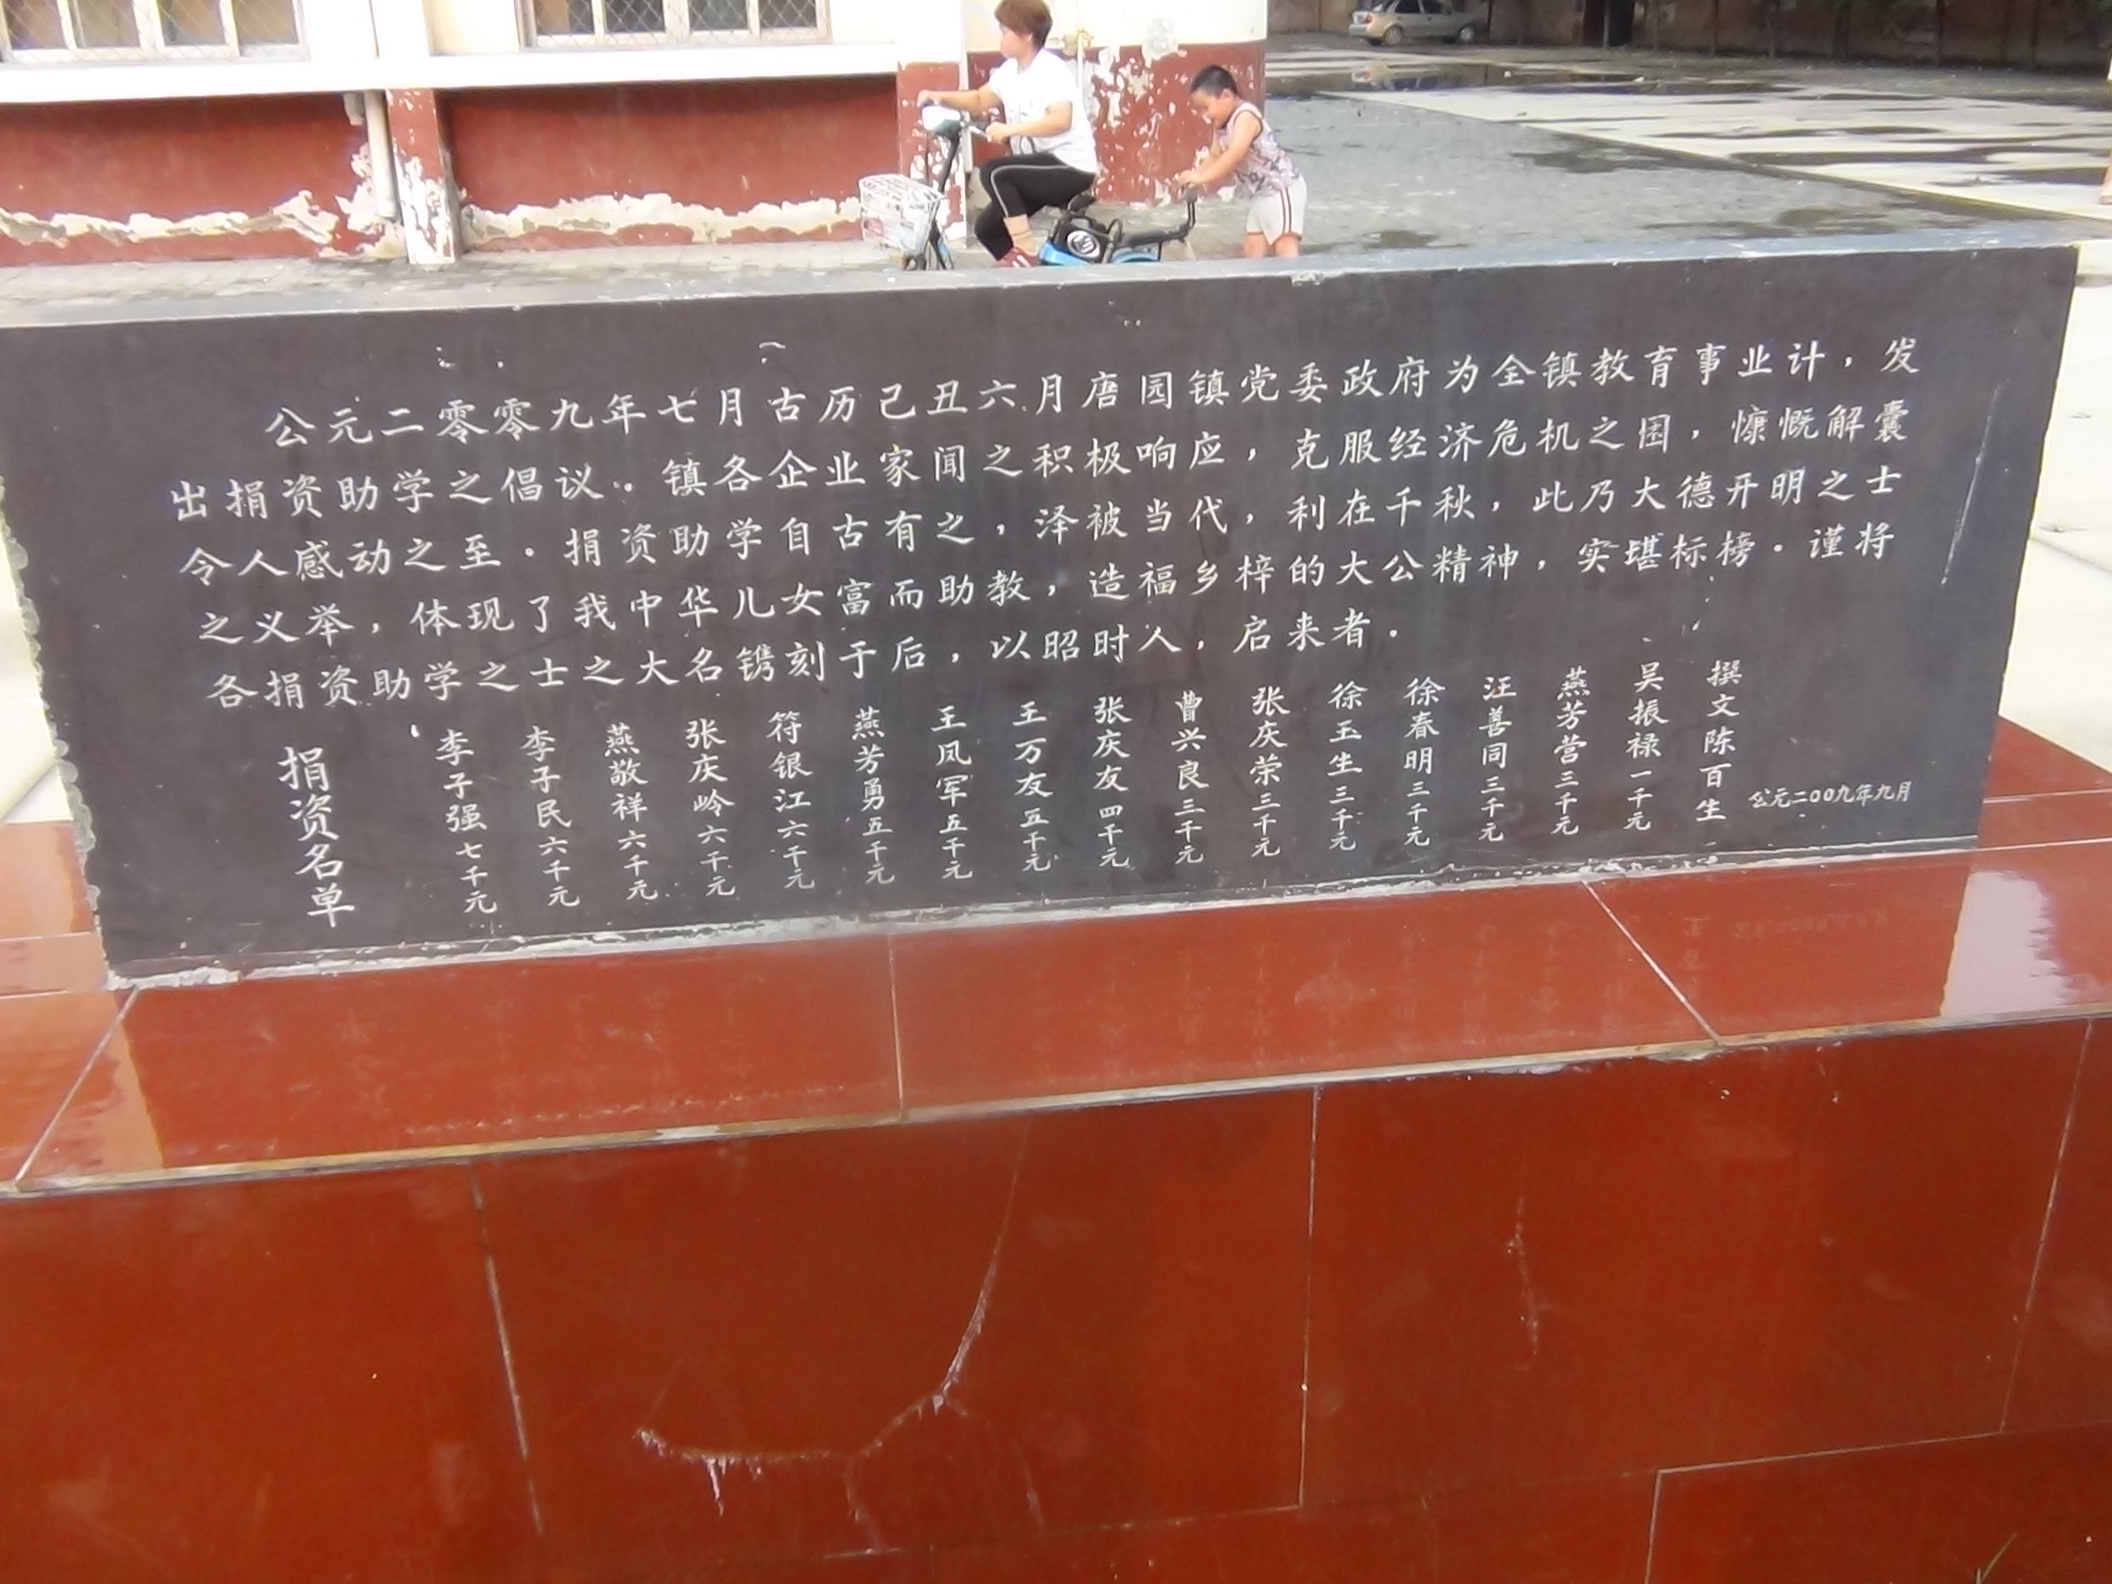 公元二零零九年七月古历己丑六月唐园镇党委政府为全镇教育事业计，发
出捐资助学之倡议。镇各企业家闻之积极响应，克服经济危机之困，慷慨解囊
令人感动之至。捐资助学自古有之，泽被当代，利在千秋，此乃大德开明之士
之义举，体现了我中华儿女富而助教，造福乡梓的大公精神，实堪标榜。谨将
各捐资助学之士之大名镌刻于后，以昭时人，启来者。
捐资名单
李子强七千元
李子民六千元
燕敬祥六千元
张庆岭六千元
符银江六千元
燕芳勇五千元
王凤军五千元
王万友五千元
张庆友四千元
曹兴良三千元
张庆荣三千元
徐玉生三千元
徐春明三千元
汪善同三千元
燕芳营三千元
吴振禄一千元
撰文陈百生
公元二00九年九月